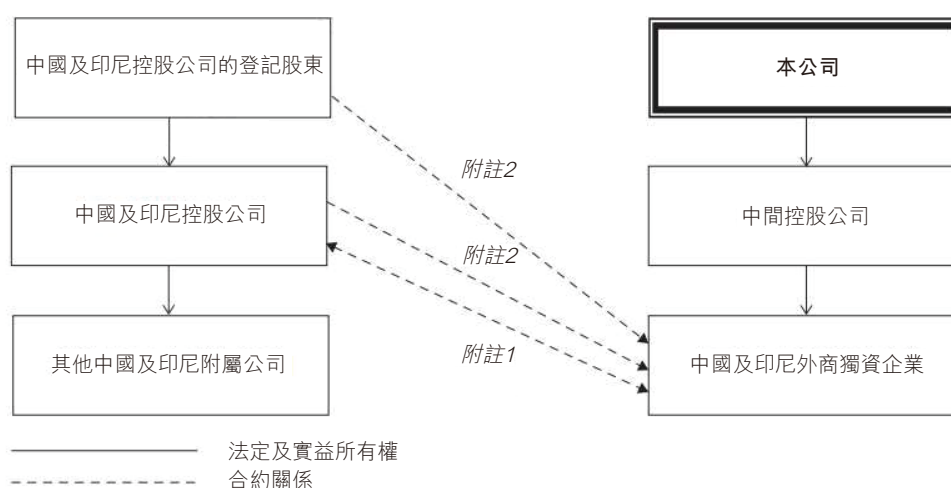 中國及印尼控股公司的登記股東
本公司
附註2
中國及印尼控股公司
中間控股公司
附註2
附註1
其他中國及印尼附屬公司
中國及印尼外商獨資企業
法定及實益所有權
合約關係